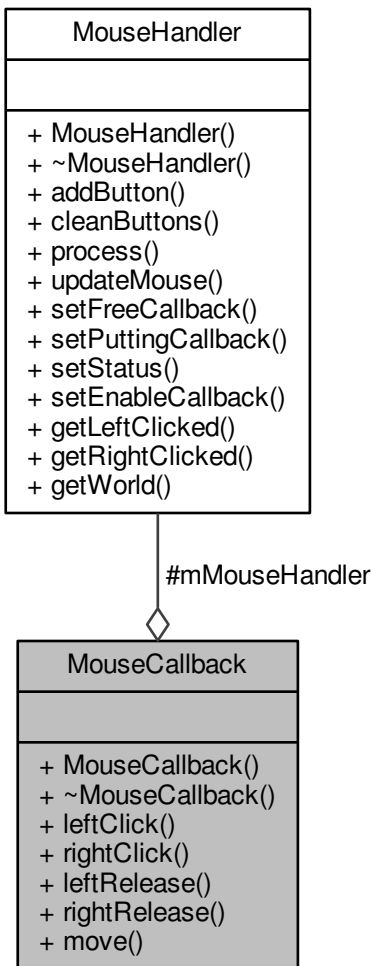 MouseHandler
+ MouseHandler()
+ ~MouseHandler()
+ addButton()
+ cleanButtons()
+ process()
+ updateMouse()
+ setFreeCallback()
+ setPuttingCallback()
+ setStatus()
+ setEnableCallback()
+ getLeftClicked()
+ getRightClicked()
+ getWorld()
#mMouseHandler
MouseCallback
+ MouseCallback()
+ ~MouseCallback()
+ leftClick()
+ rightClick()
+ leftRelease()
+ rightRelease()
+ move()